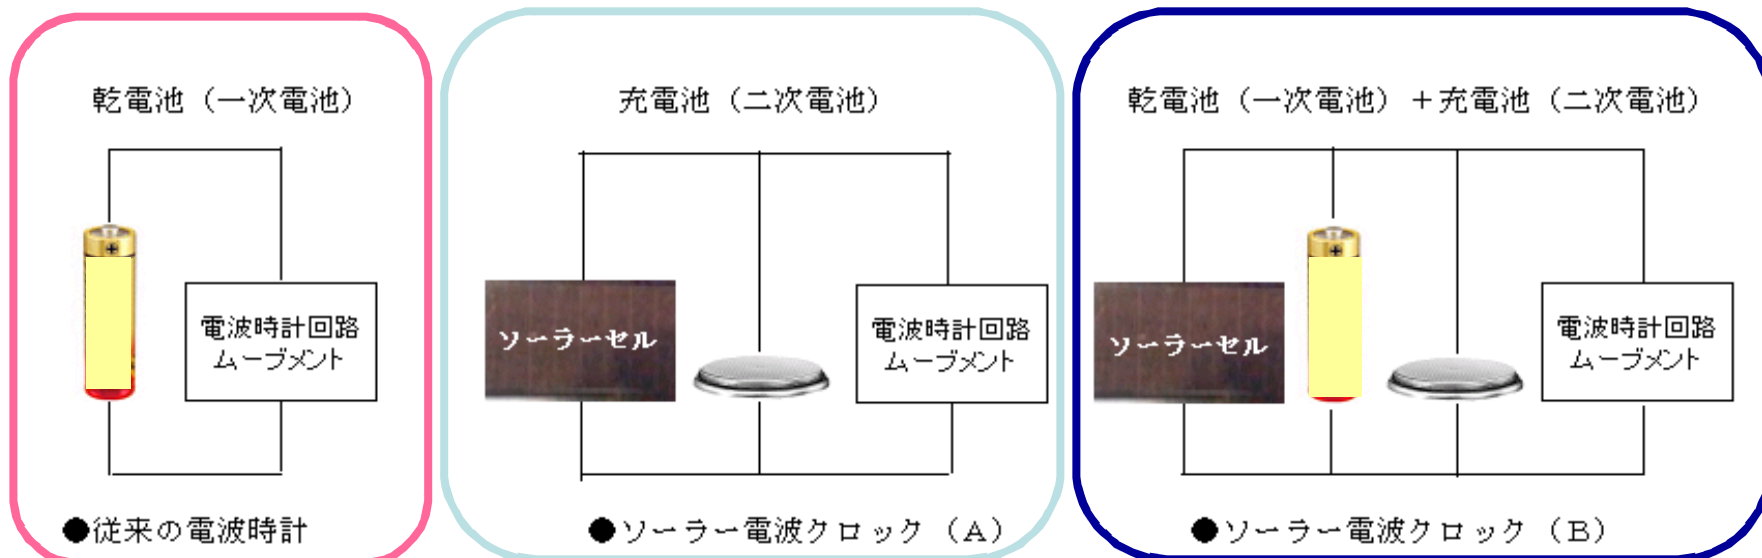 乾電池（一次電池）
電波時計回路
ムーブメント
●従来の電波時計
充電池（二次電池）
ソーラーセル
電波時計回路
ムーブメント
●ソーラー電波クロック（A）
乾電池（一次電池）＋充電池（二次電池）
ソーラーセル
電波時計回路
ムーブメント
●ソーラー電波クロック（B）